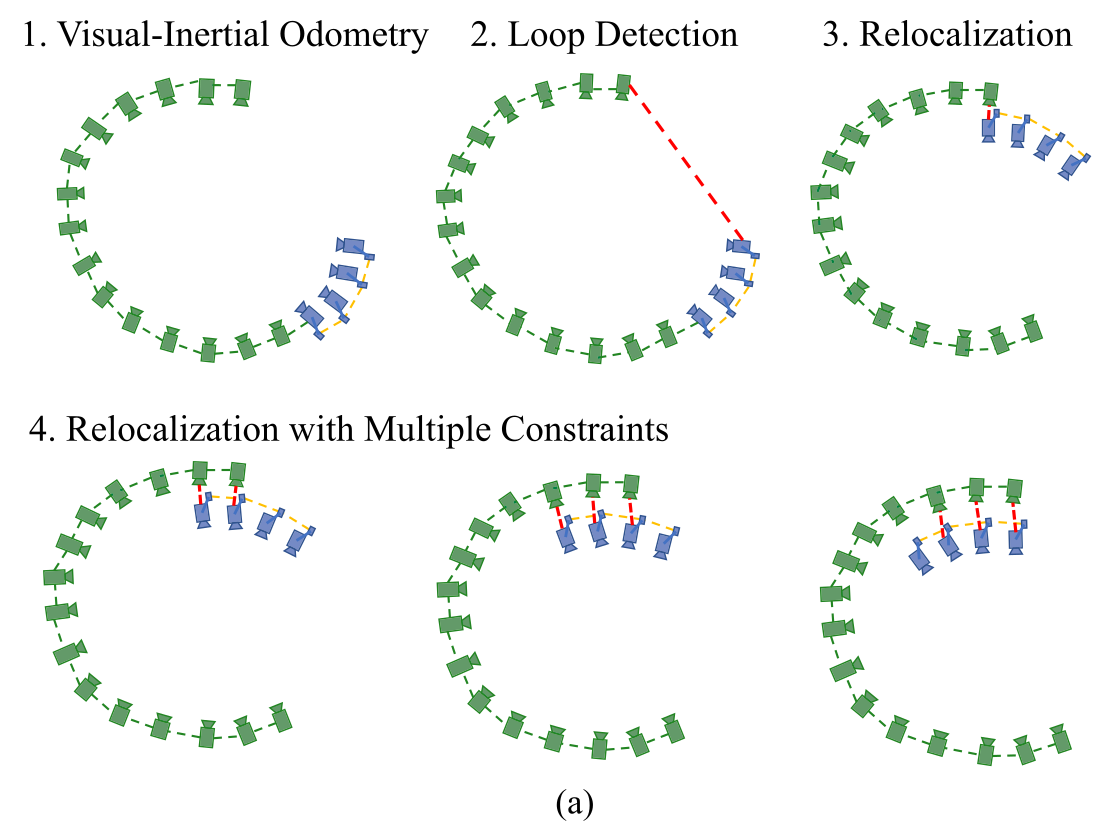 1. Visual-Inertial Odometry
2. Loop Detection
3. Relocalization
4. Relocalization with Multiple Constraints
(a)